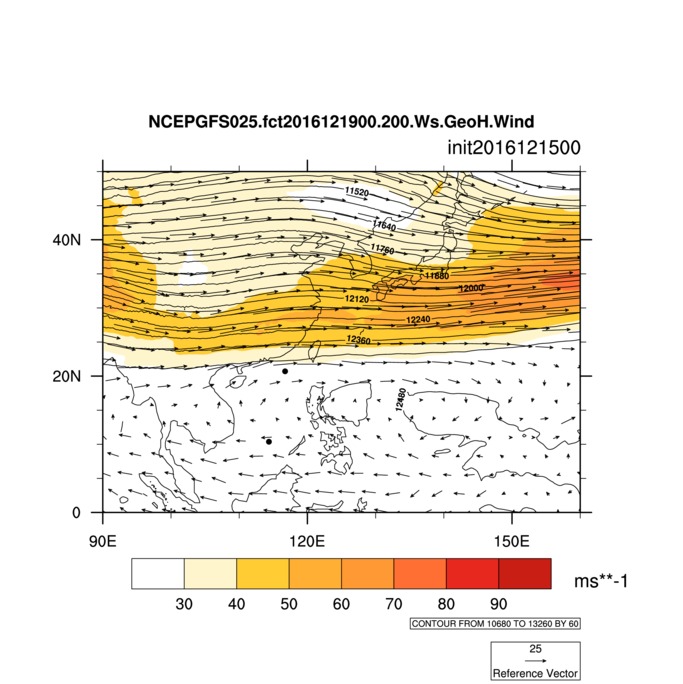 NCEPGFS025.fct2016121900.200.Ws.GeoH.Wind
init2016121500
11520
11640
40N
11760
11880
12000
12120
12240
12360
20N
12480
0
90E 120E 150E
ms**-1
30 40 50 60 70 80 90
CONTOUR FROM 10680 TO 13260 BY 60
25
Reference Vector